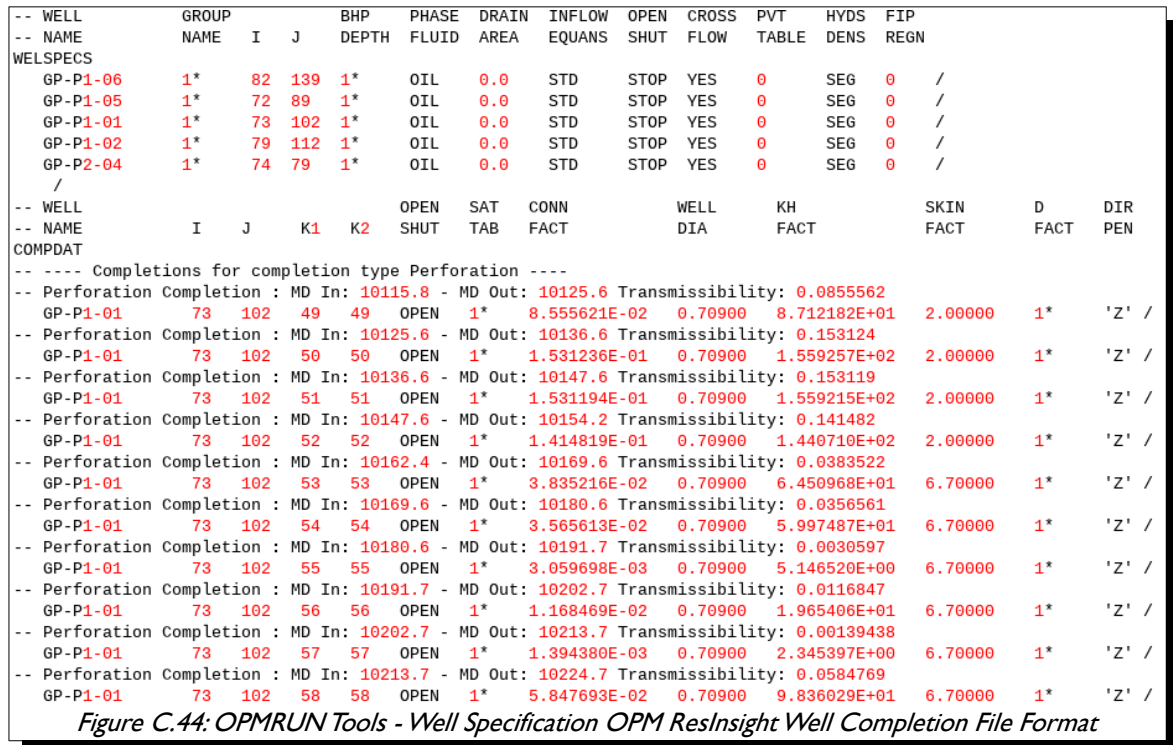 -- WELL GROUP BHP PHASE DRAIN INFLOW OPEN CROSS PVT HYDS FIP
-- NAME NAME I J DEPTH FLUID AREA EQUANS SHUT FLOW TABLE DENS REGN
WELSPECS
GP-P1-06 1* 82 139 1* OIL 0.0 STD STOP YES 0 SEG 0 /
GP-P1-05 1* 72 89 1* OIL 0.0 STD STOP YES 0 SEG 0 /
GP-P1-01 1* 73 102 1* OIL 0.0 STD STOP YES 0 SEG 0 /
GP-P1-02 1* 79 112 1* OIL 0.0 STD STOP YES 0 SEG 0 /
GP-P2-04 1* 74 79 1* OIL 0.0 STD STOP YES 0 SEG 0 /
/
-- WELL OPEN SAT CONN WELL KH SKIN D DIR
-- NAME I J K1 K2 SHUT TAB FACT DIA FACT FACT FACT PEN
COMPDAT
-- ---- Completions for completion type Perforation ----
-- Perforation Completion : MD In: 10115.8 - MD Out: 10125.6 Transmissibility: 0.0855562
GP-P1-01 73 102 49 49 OPEN 1* 8.555621E-02 0.70900 8.712182E+01 2.00000 1* 'Z' /
-- Perforation Completion : MD In: 10125.6 - MD Out: 10136.6 Transmissibility: 0.153124
GP-P1-01 73 102 50 50 OPEN 1* 1.531236E-01 0.70900 1.559257E+02 2.00000 1* 'Z' /
-- Perforation Completion : MD In: 10136.6 - MD Out: 10147.6 Transmissibility: 0.153119
GP-P1-01 73 102 51 51 OPEN 1* 1.531194E-01 0.70900 1.559215E+02 2.00000 1* 'Z' /
-- Perforation Completion : MD In: 10147.6 - MD Out: 10154.2 Transmissibility: 0.141482
GP-P1-01 73 102 52 52 OPEN 1* 1.414819E-01 0.70900 1.440710E+02 2.00000 1* 'Z' /
-- Perforation Completion : MD In: 10162.4 - MD Out: 10169.6 Transmissibility: 0.0383522
GP-P1-01 73 102 53 53 OPEN 1* 3.835216E-02 0.70900 6.450968E+01 6.70000 1* 'Z' /
-- Perforation Completion : MD In: 10169.6 - MD Out: 10180.6 Transmissibility: 0.0356561
GP-P1-01 73 102 54 54 OPEN 1* 3.565613E-02 0.70900 5.997487E+01 6.70000 1* 'Z' /
-- Perforation Completion : MD In: 10180.6 - MD Out: 10191.7 Transmissibility: 0.0030597
GP-P1-01 73 102 55 55 OPEN 1* 3.059698E-03 0.70900 5.146520E+00 6.70000 1* 'Z' /
-- Perforation Completion : MD In: 10191.7 - MD Out: 10202.7 Transmissibility: 0.0116847
GP-P1-01 73 102 56 56 OPEN 1* 1.168469E-02 0.70900 1.965406E+01 6.70000 1* 'Z' /
-- Perforation Completion : MD In: 10202.7 - MD Out: 10213.7 Transmissibility: 0.00139438
GP-P1-01 73 102 57 57 OPEN 1* 1.394380E-03 0.70900 2.345397E+00 6.70000 1* 'Z' /
-- Perforation Completion : MD In: 10213.7 - MD Out: 10224.7 Transmissibility: 0.0584769
GP-P1-01 73 102 58 58 OPEN 1* 5.847693E-02 0.70900 9.836029E+01 6.70000 1* 'Z' /
Figure C.44: OPMRUN Tools - Well Specification OPM ResInsight Well Completion File Format